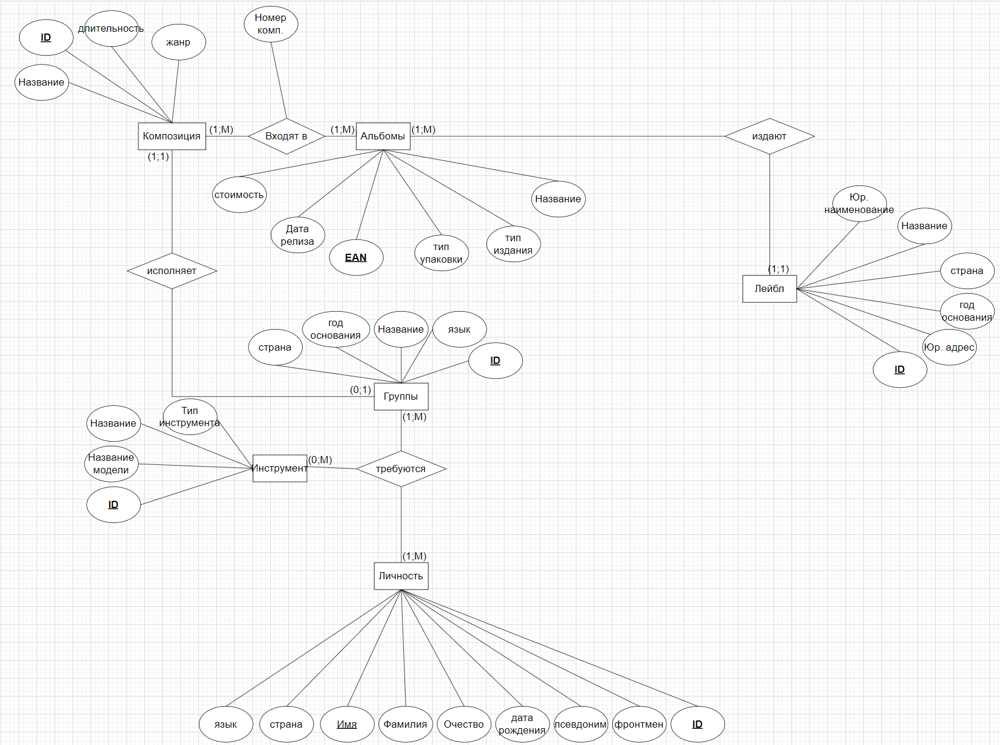 Номер
комп.
длительность
ID
жанр
Название
Композиция
(1;M)
Входят в
(1;M)
Альбомы
(1;M)
издают
(1;1)
стоимость
Название
Дата
релиза
EAN
тип
упаковки
тип
издания
Юр.
наименование
Название
страна
год
основания
Юр. адрес
ID
(1;1)
Лейбл
исполняет
страна
год
основания
Название
язык
ID
(0;1)
Группы
(1;M)
Тип
инструмента
Название
Название
модели
ID
Инструмент
(0;M)
требуются
(1;M)
Личность
язык
страна
Имя
Фамилия
Очество
дата
рождения
псевдоним
фронтмен
ID